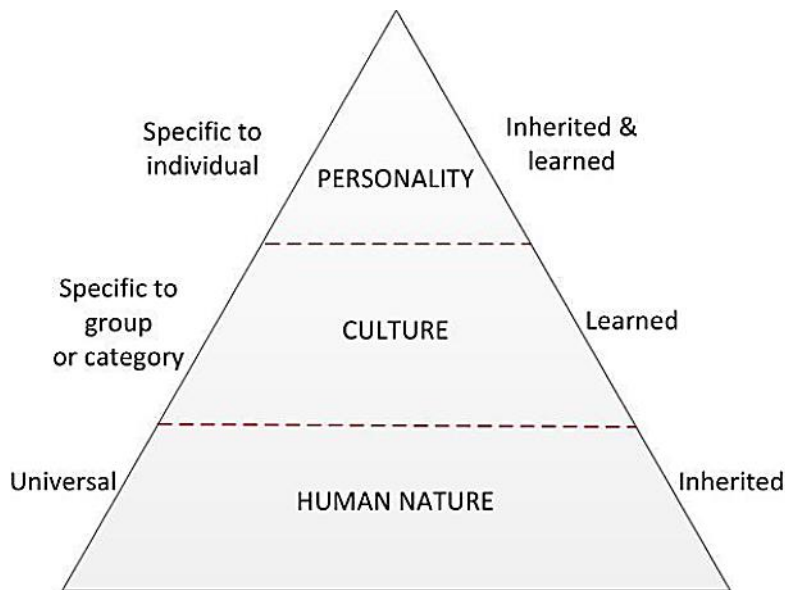 Specific to
individual
PERSONALITY
Inherited &
learned
Specific to
group
or category
CULTURE
Learned
Universal
HUMAN NATURE
Inherited